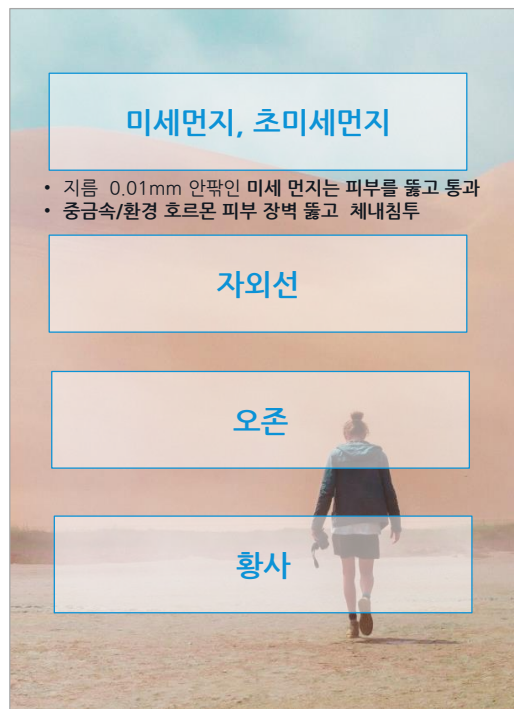 미세먼지, 초미세먼지
• 지름 0.01mm 안팎인 미세 먼지는 피부를 뚫고 통과
• 중금속/환경 호르몬 피부 장벽 뚫고 체내침투
자외선
오존
황사